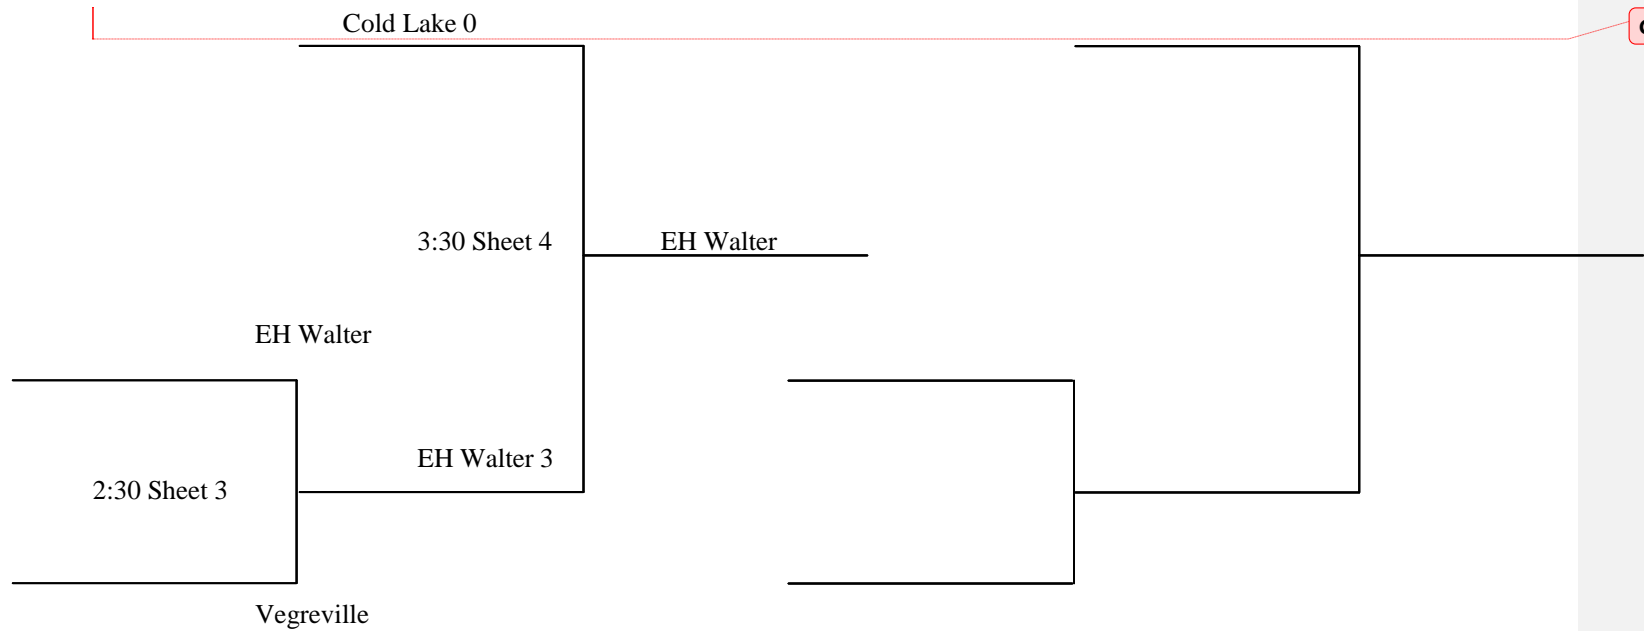 Cold Lake 0
3:30 Sheet 4
EH Walter
EH Walter
EH Walter 3
2:30 Sheet 3
Vegreville